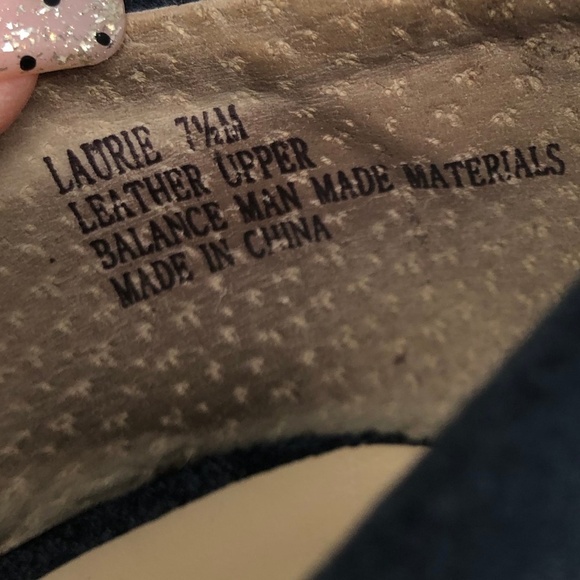 LAURIE 7½M
LEATHER UPPER
BALANCE MAN MADE MATERIALS
MADE IN CHINA